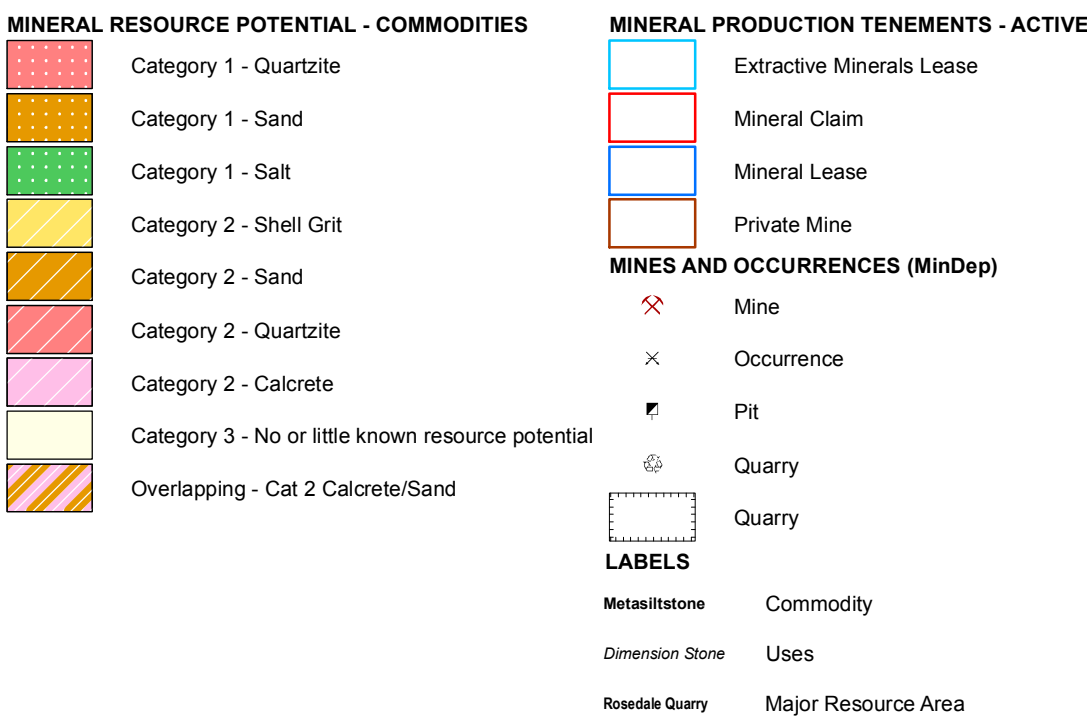 MINERAL RESOURCE POTENTIAL - COMMODITIES
Category 1 - Quartzite
Category 1 - Sand
Category 1 - Salt
Category 2 - Shell Grit
Category 2 - Sand
Category 2 - Quartzite
Category 2 - Calcrete
Category 3 - No or little known resource potential
Overlapping - Cat 2 Calcrete/Sand
MINERAL PRODUCTION TENEMENTS - ACTIVE
Extractive Minerals Lease
Mineral Claim
Mineral Lease
Private Mine
MINES AND OCCURRENCES (MinDep)
Mine
Occurrence
Pit
Quarry
Quarry
LABELS
Metasiltstone Commodity
Dimension Stone Uses
Rosedale Quarry Major Resource Area